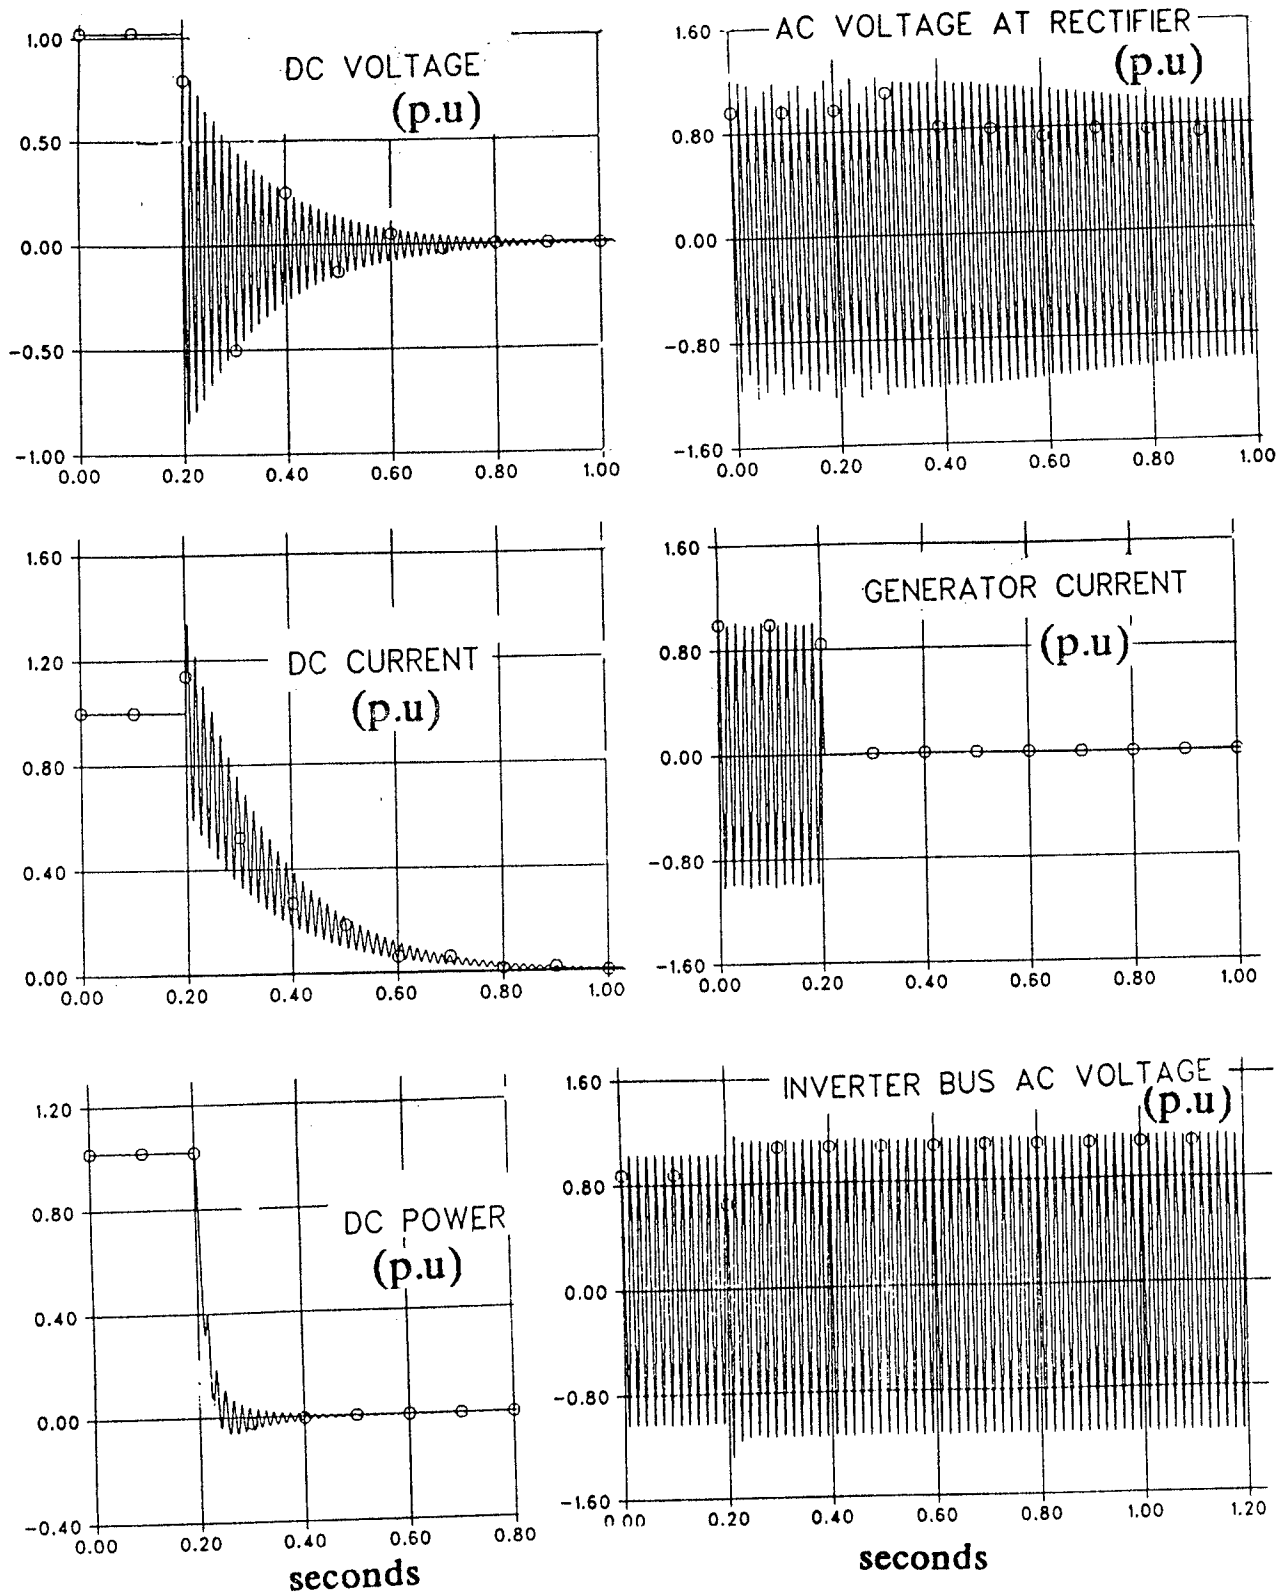 DC VOLTAGE
(p.u)
1.00
0.50
0.00
-0.50
-1.00
0.00 0.20 0.40 0.60 0.80 1.00
AC VOLTAGE AT RECTIFIER
(p.u)
1.60
0.80
0.00
-0.80
-1.60
0.00 0.20 0.40 0.60 0.80 1.00
DC CURRENT
(p.u)
1.60
1.20
0.80
0.40
0.00
0.00 0.20 0.40 0.60 0.80 1.00
GENERATOR CURRENT
(p.u)
1.60
0.80
0.00
-0.80
-1.60
0.00 0.20 0.40 0.60 0.80 1.00
DC POWER
(p.u)
1.20
0.80
0.40
0.00
-0.40
0.00 0.20 0.40 0.60 0.80
seconds
INVERTER BUS AC VOLTAGE
(p.u)
1.60
0.80
0.00
-0.80
-1.60
0.00 0.20 0.40 0.60 0.80 1.00 1.20
seconds